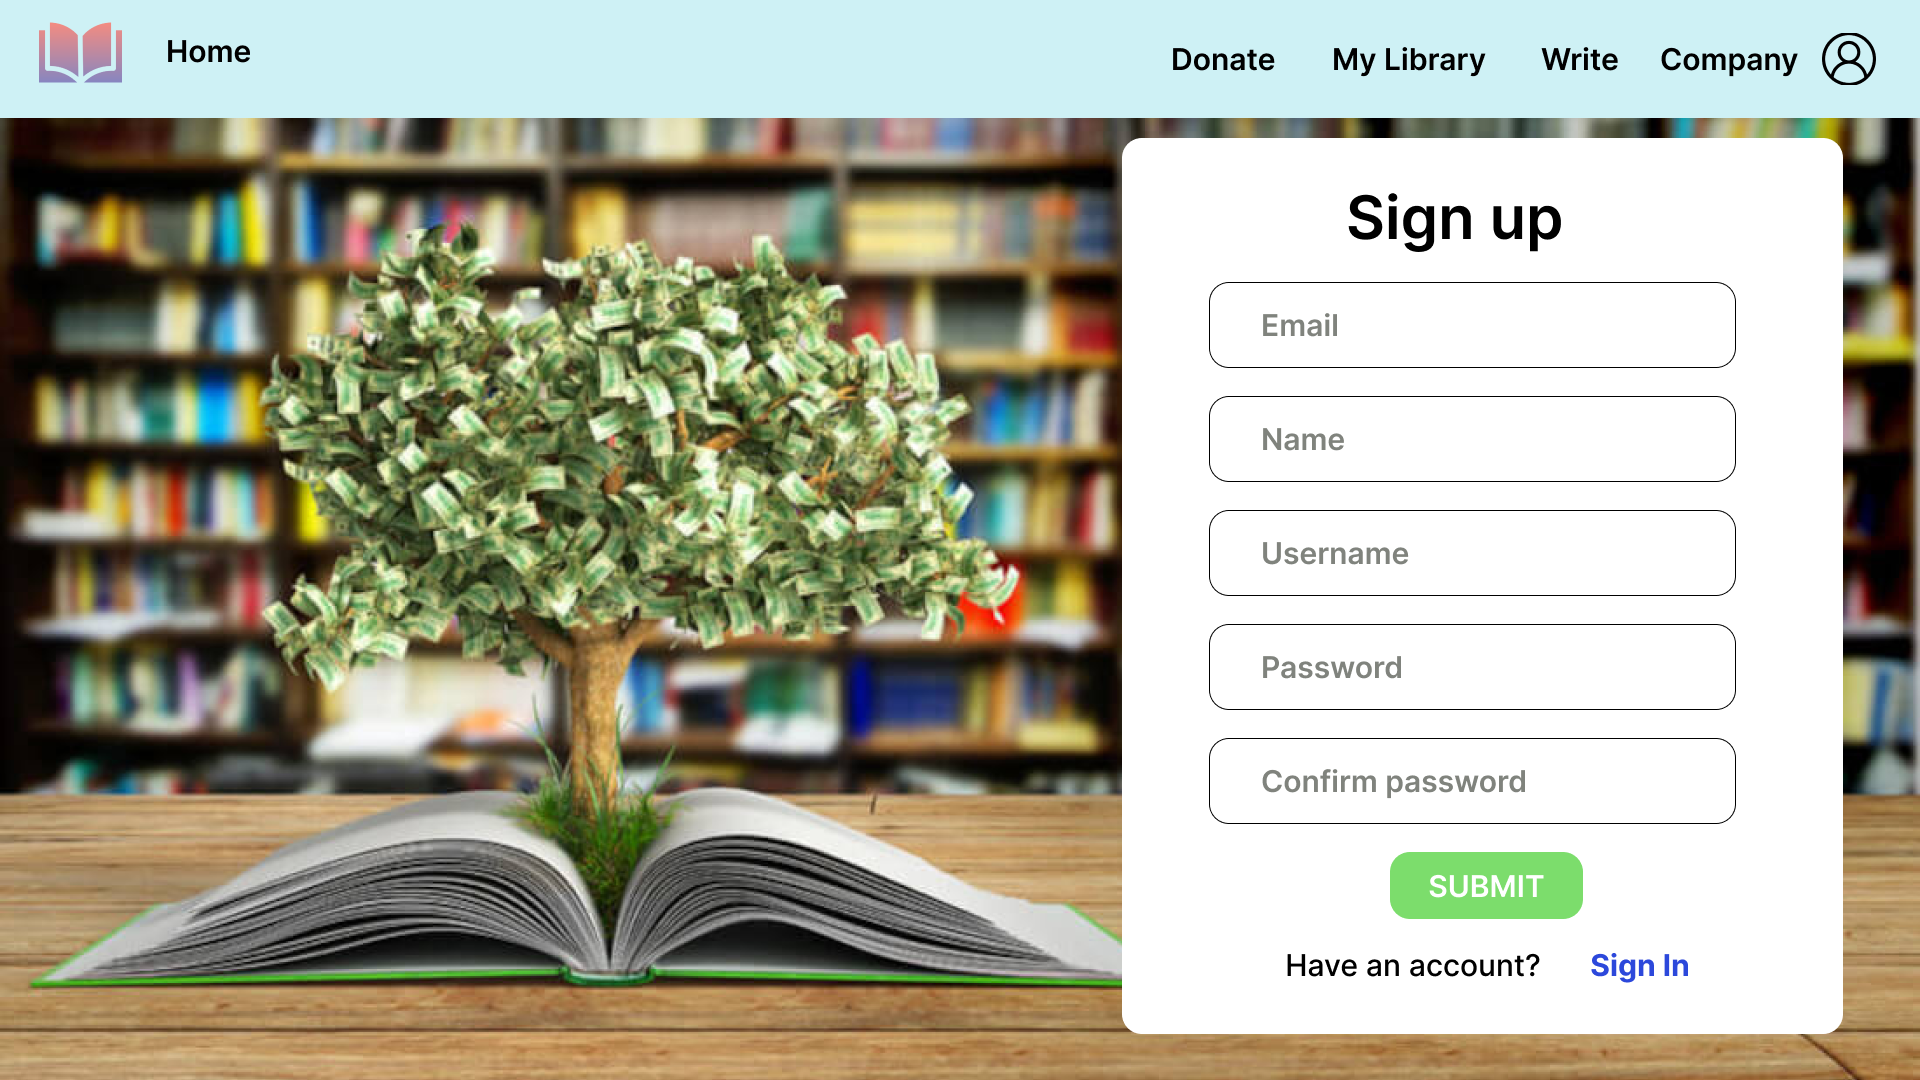 Home
Donate
My Library
Write
Company
Sign up
Email
Name
Username
Password
Confirm password
SUBMIT
Have an account? Sign In